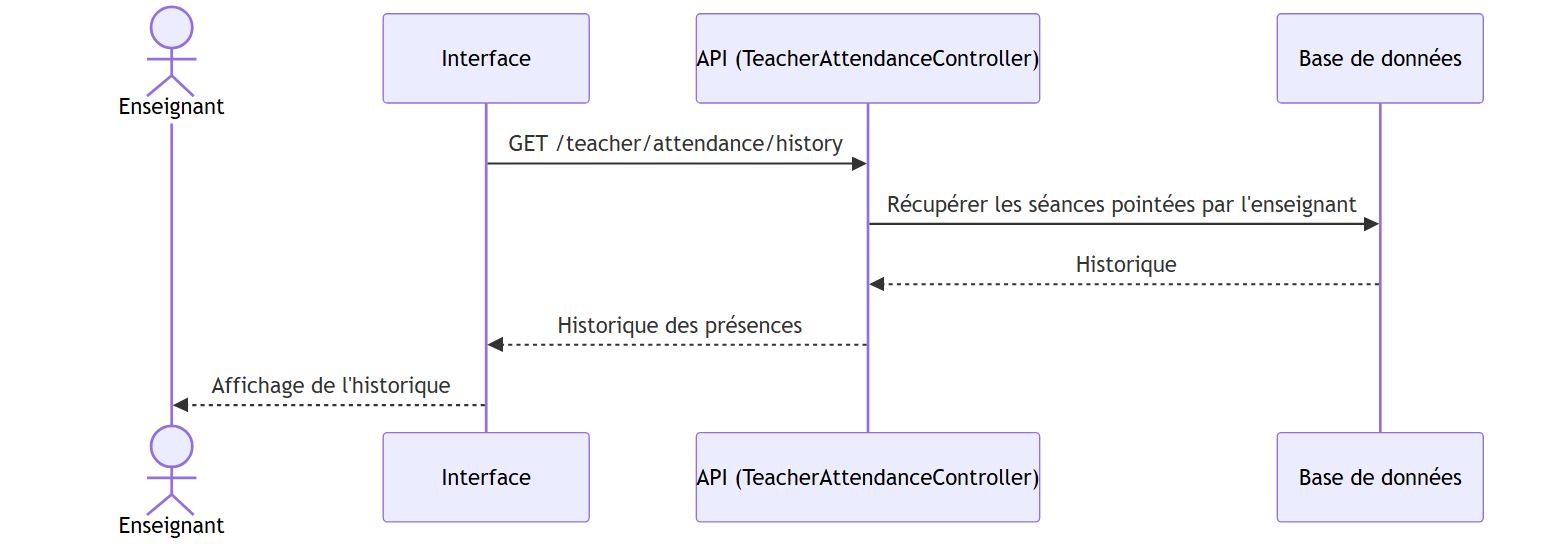 Enseignant
Interface
API (TeacherAttendanceController)
Base de données
GET /teacher/attendance/history
Récupérer les séances pointées par l'enseignant
Historique
Historique des présences
Affichage de l'historique
Enseignant
Interface
API (TeacherAttendanceController)
Base de données